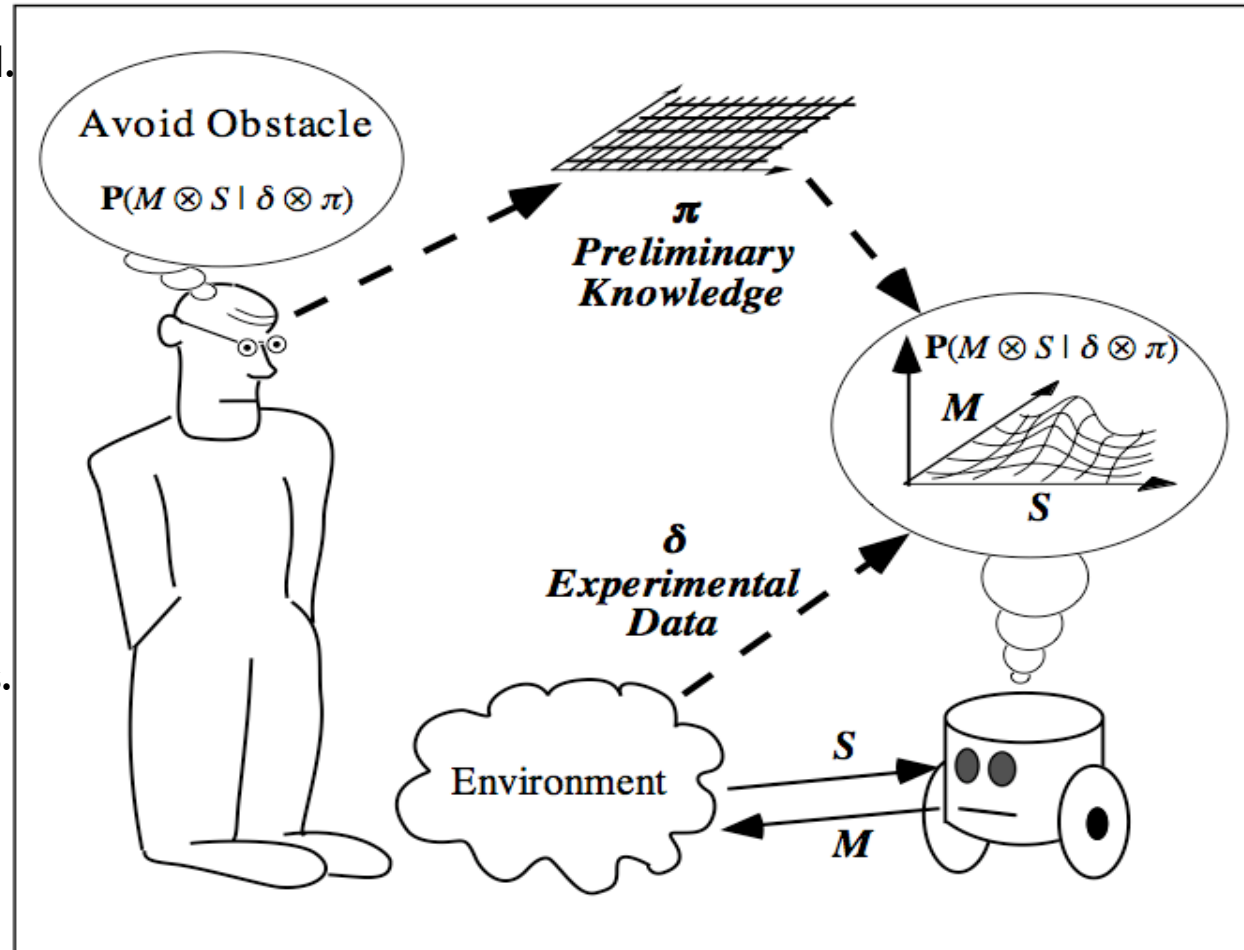 l.
Avoid Obstacle
P(M ⊗ S | δ ⊗ π)
π
Preliminary
Knowledge
P(M ⊗ S | δ ⊗ π)
M
S
δ
Experimental
Data
Environment
S
M